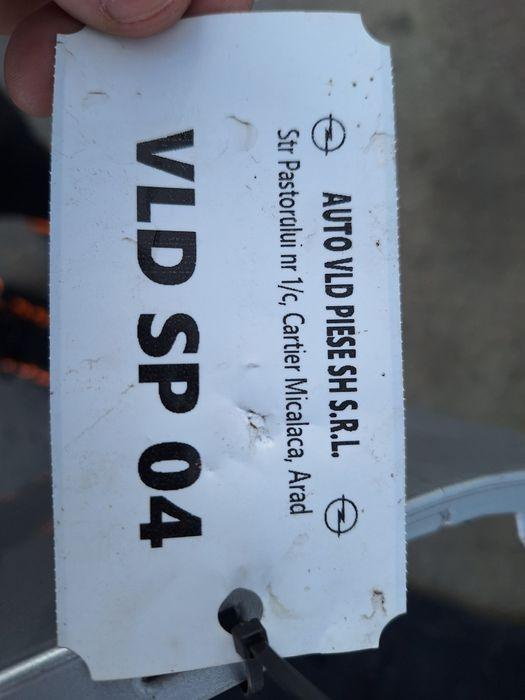 AUTO VLD PIESE SH S.R.L.
Str Pastorului nr 1/c, Cartier Micalaca, Arad
VLD SP 04